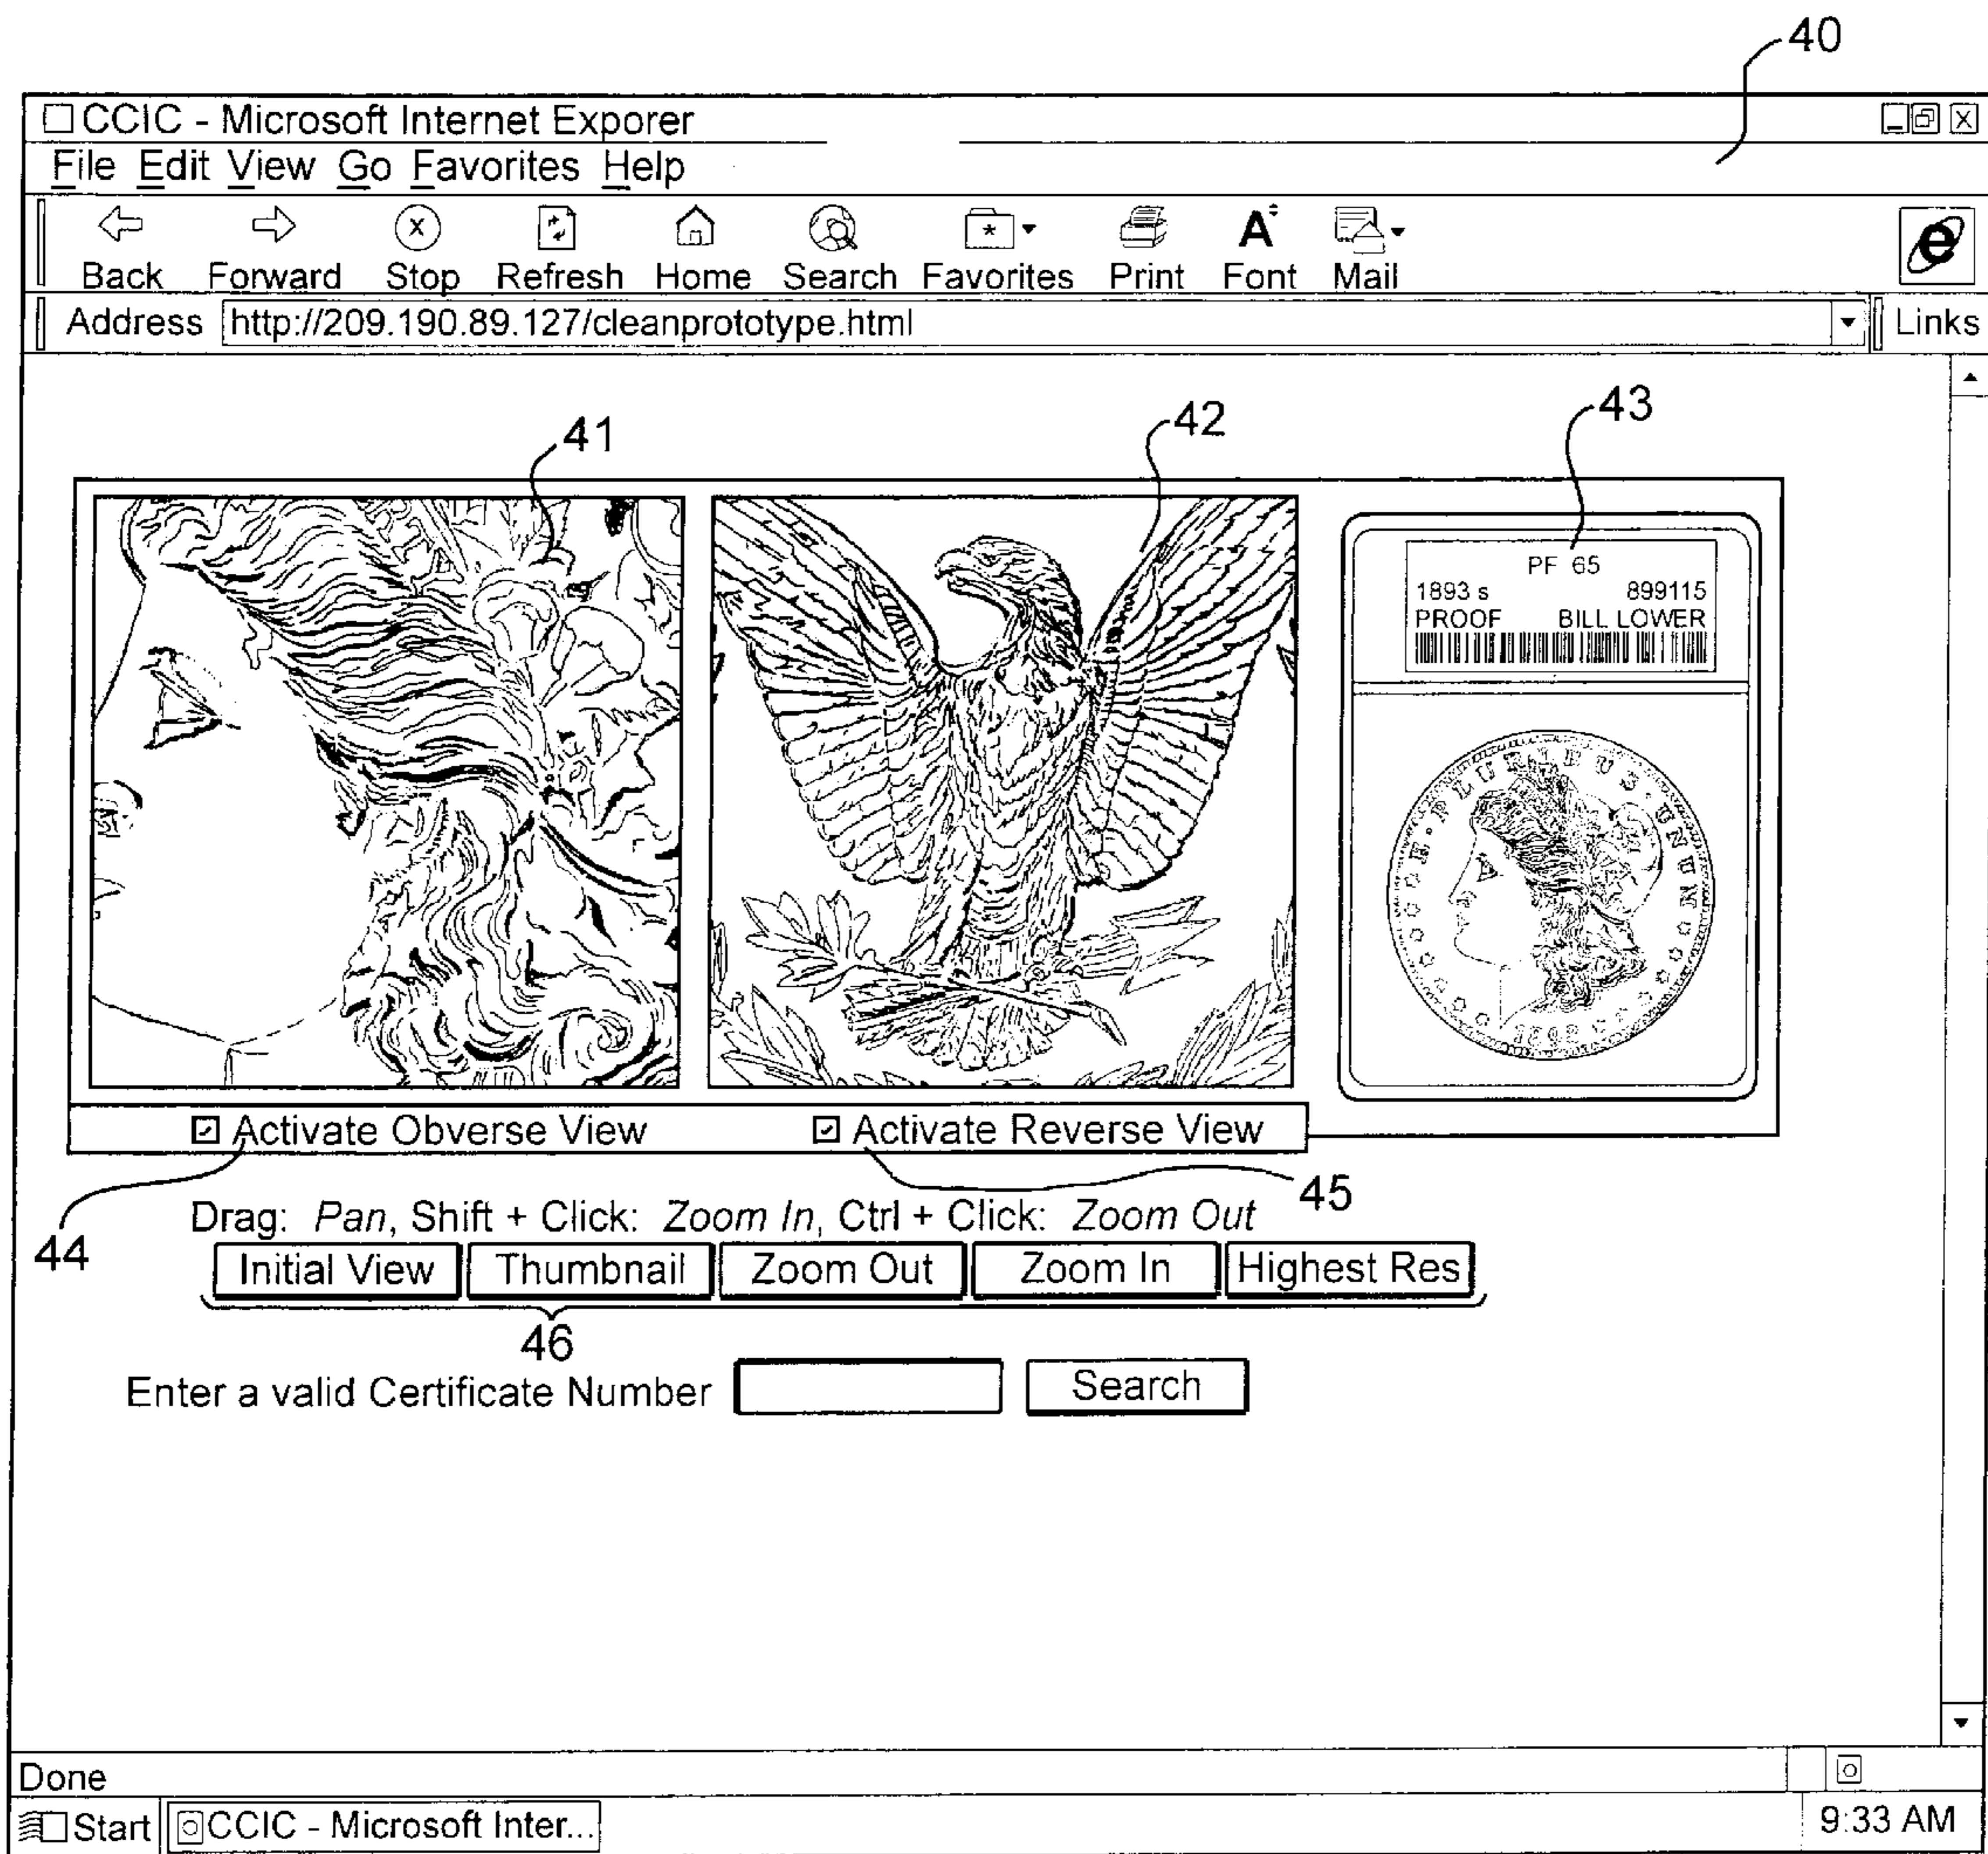 40
CCIC - Microsoft Internet Exporer
File Edit View Go Favorites Help
Back Forward Stop Refresh Home Search Favorites Print Font Mail
Address http://209.190.89.127/cleanprototype.html Links
41 42 43
PF 65
1893 s 899115
PROOF BILL LOWER
E · PLURIBUS · UNUM
Activate Obverse View Activate Reverse View
44 45
Drag: Pan, Shift + Click: Zoom In, Ctrl + Click: Zoom Out
Initial View Thumbnail Zoom Out Zoom In Highest Res
46
Enter a valid Certificate Number Search
Done
Start CCIC - Microsoft Inter... 9:33 AM